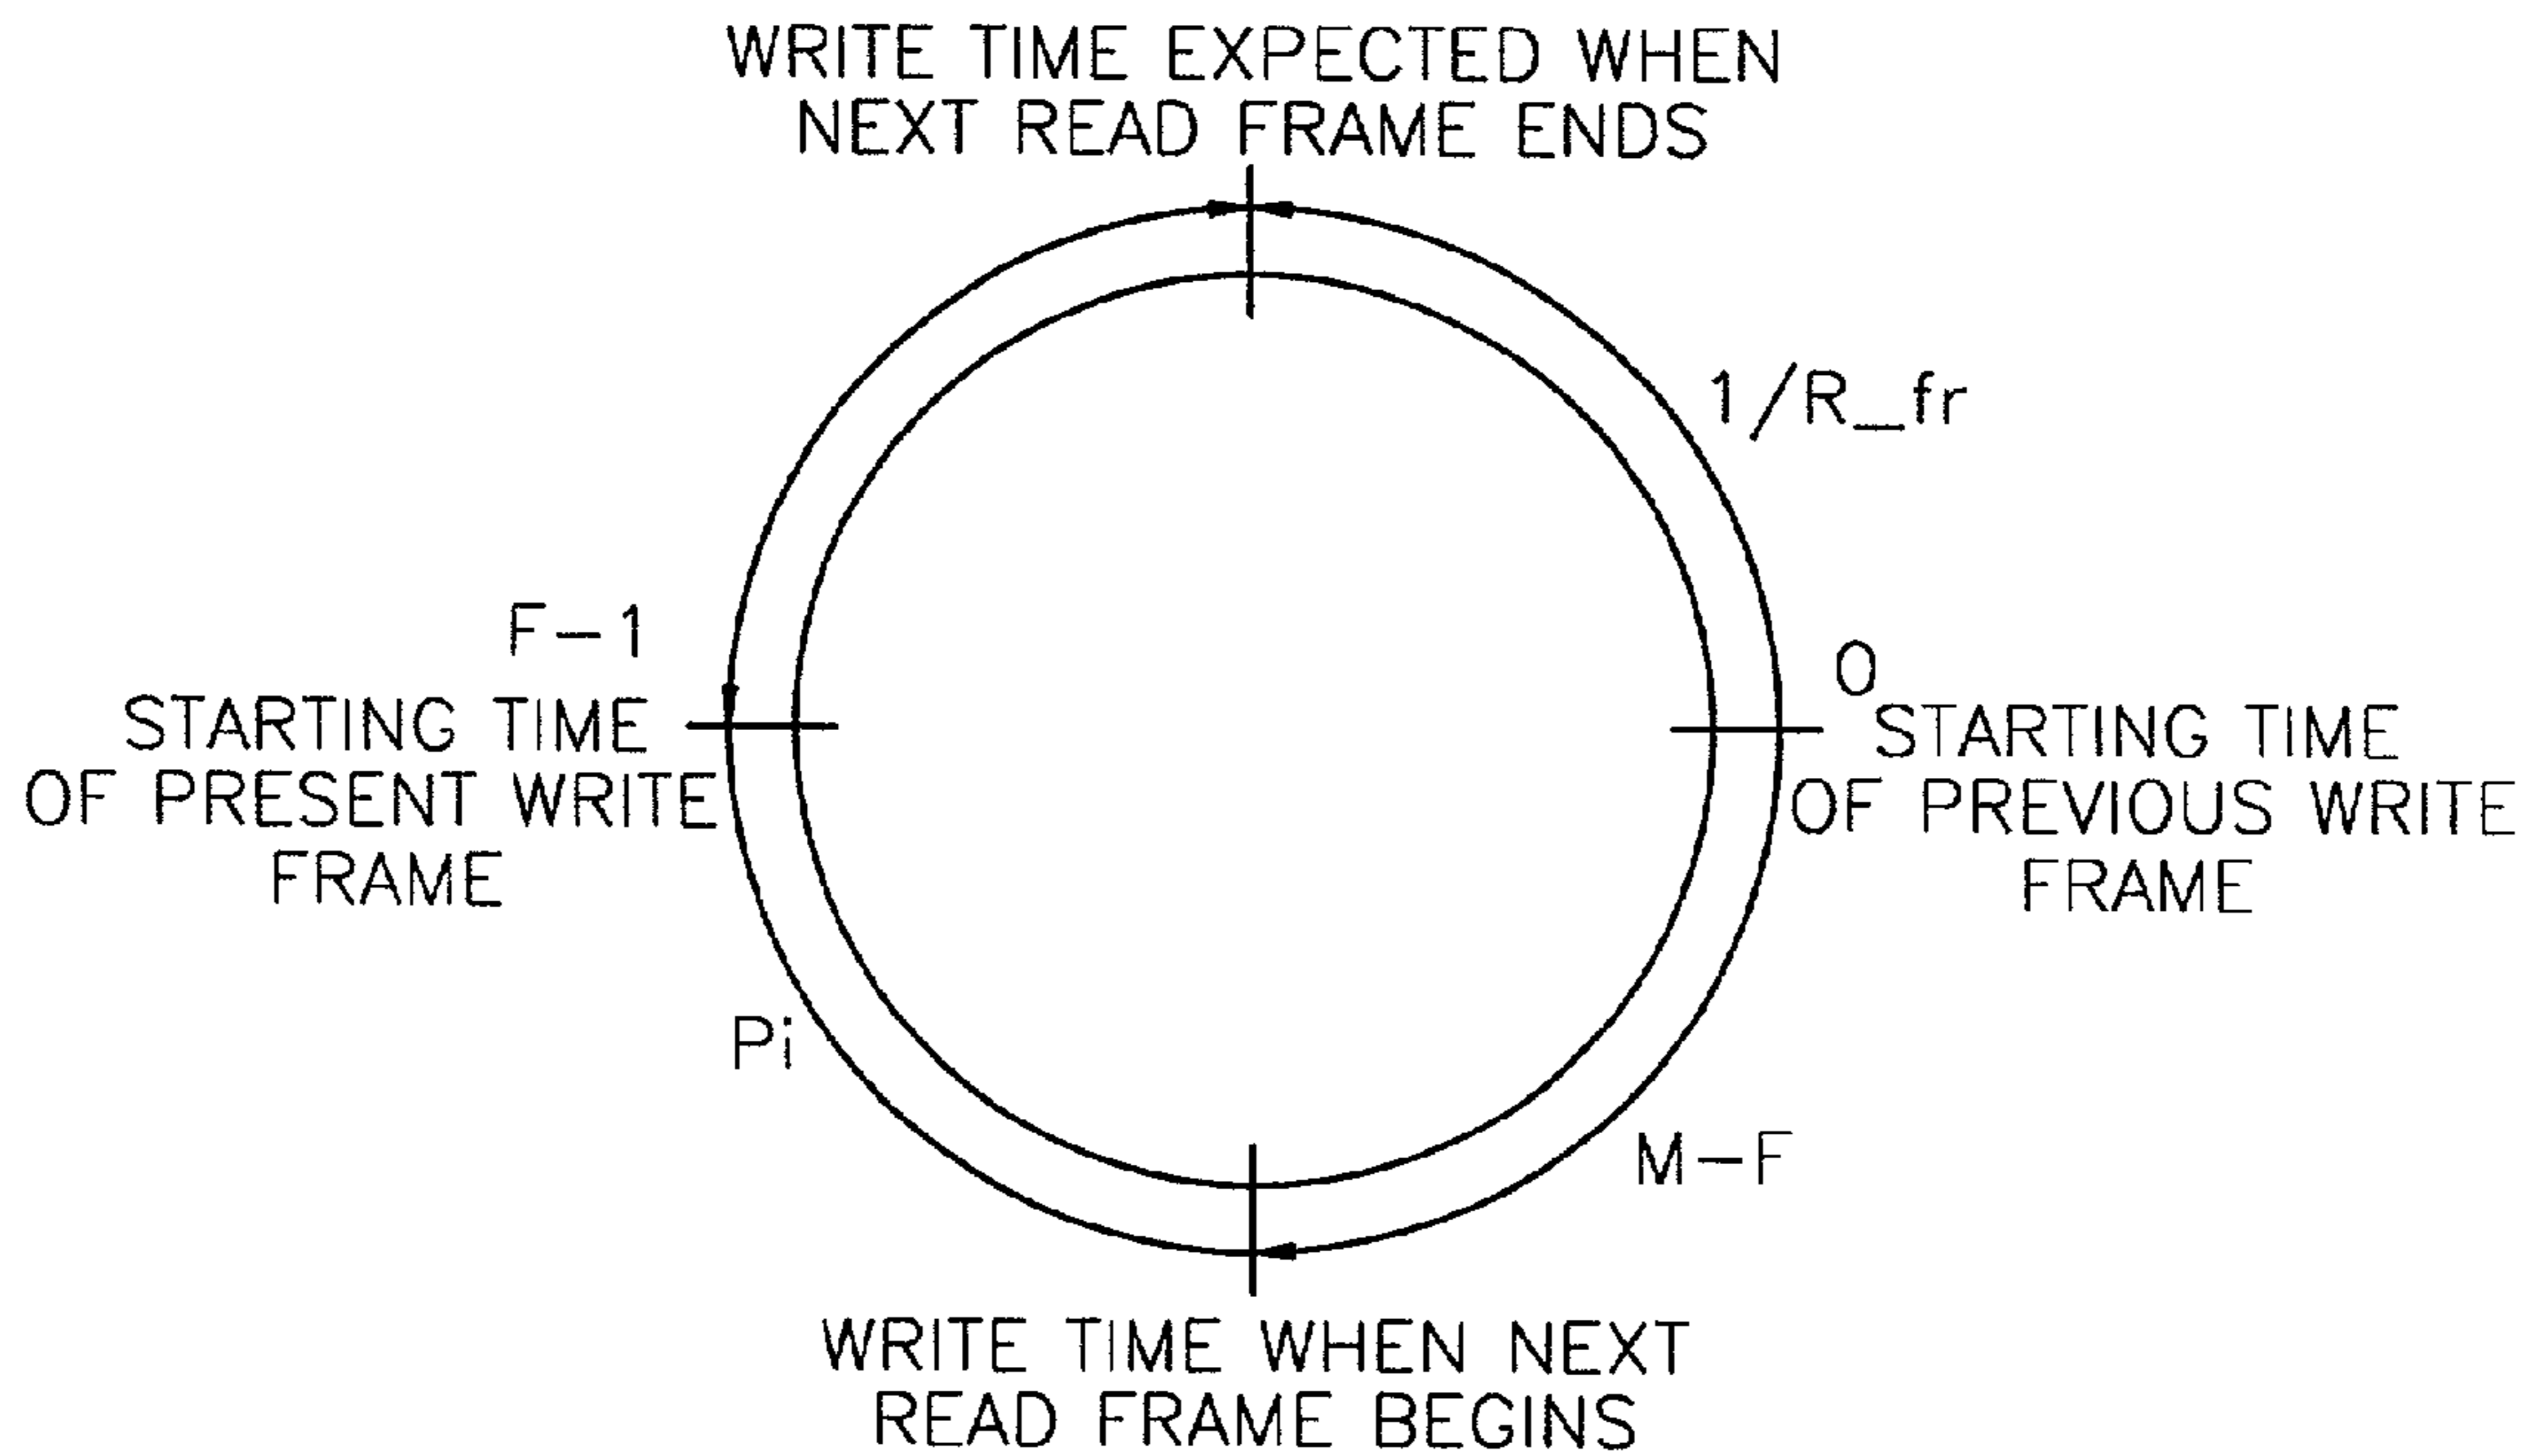 WRITE TIME EXPECTED WHEN
NEXT READ FRAME ENDS
1/R_fr
F-1
STARTING TIME
OF PRESENT WRITE
FRAME
O
STARTING TIME
OF PREVIOUS WRITE
FRAME
Pi
M-F
WRITE TIME WHEN NEXT
READ FRAME BEGINS